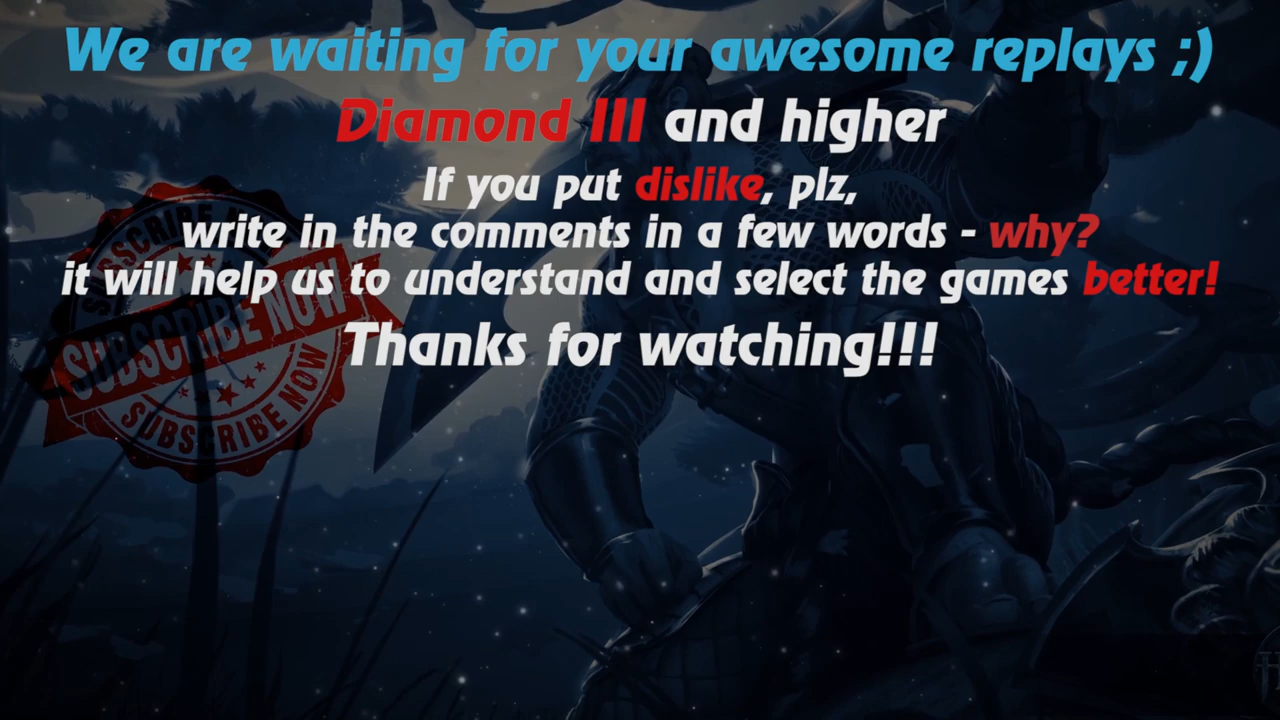 We are waiting for your awesome replays ;)
Diamond III and higher
If you put dislike, plz,
write in the comments in a few words - why?
it will help us to understand and select the games better!
Thanks for watching!!!
SUBSCRIBE NOW
SUBSCRIBE NOW